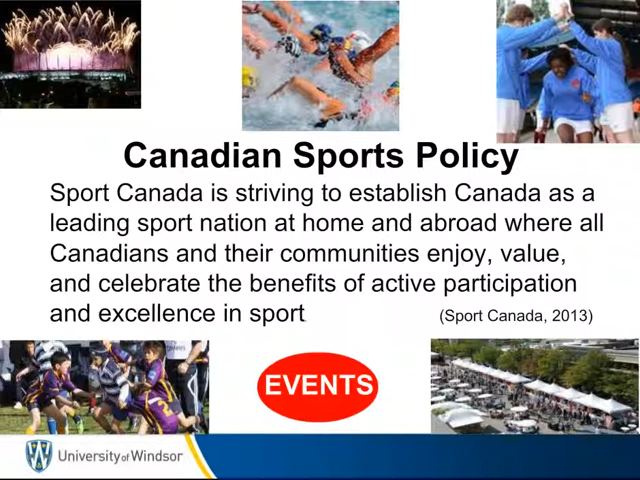 Canadian Sports Policy
Sport Canada is striving to establish Canada as a
leading sport nation at home and abroad where all
Canadians and their communities enjoy, value,
and celebrate the benefits of active participation
and excellence in sport
(Sport Canada, 2013)
EVENTS
University of Windsor